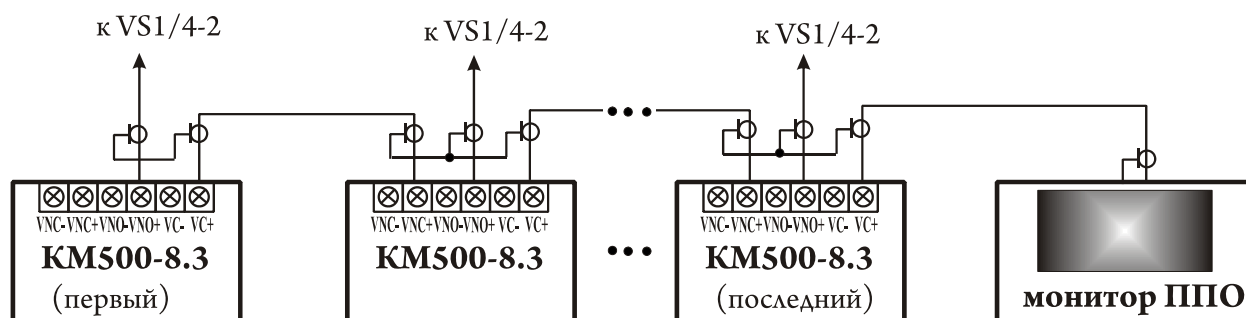 к VS1/4-2
к VS1/4-2
к VS1/4-2
VNC- VNC+ VNO- VNO+ VC- VC+
VNC- VNC+ VNO- VNO+ VC- VC+
VNC- VNC+ VNO- VNO+ VC- VC+
КМ500-8.3
(первый)
КМ500-8.3
КМ500-8.3
(последний)
монитор ППО